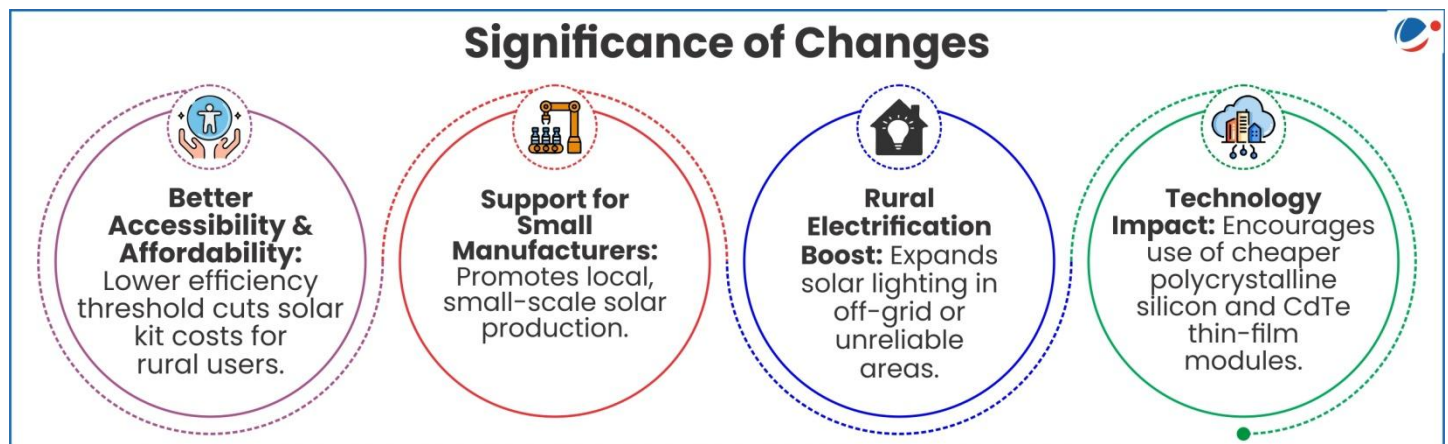 Significance of Changes
Better
Accessibility &
Affordability:
Lower efficiency
threshold cuts solar
kit costs for
rural users.
Support for
Small
Manufacturers:
Promotes local,
small-scale solar
production.
Rural
Electrification
Boost: Expands
solar lighting in
off-grid or
unreliable
areas.
Technology
Impact: Encourages
use of cheaper
polycrystalline
silicon and CdTe
thin-film
modules.